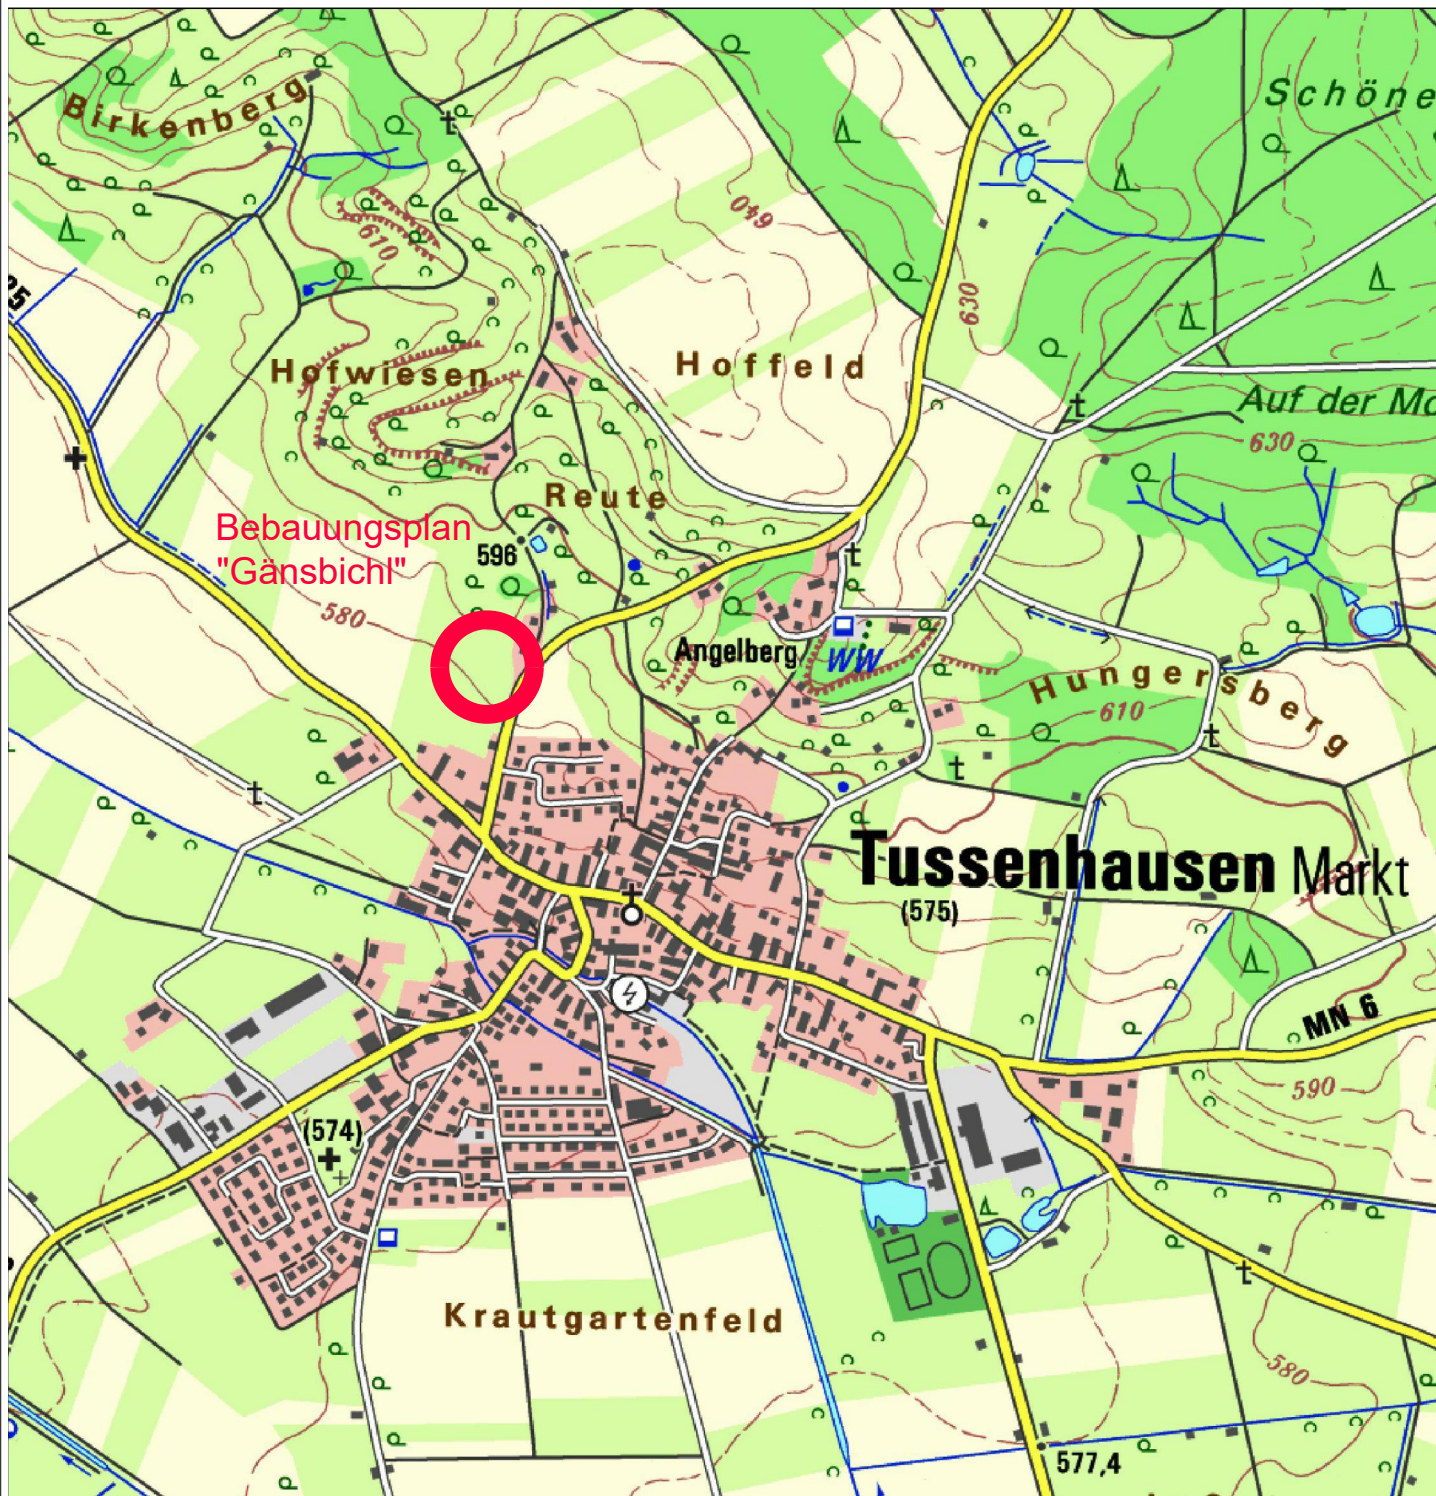 Schöne
Birkenberg
640
610
630
25
Hofwiesen
Hoffeld
Auf der Mo
630
Reute
Bebauungsplan
"Gänsbichl"
596
580
Angelberg
WW
Hungersberg
610
Tussenhausen Markt
(575)
MN 6
590
(574)
Krautgartenfeld
580
577,4